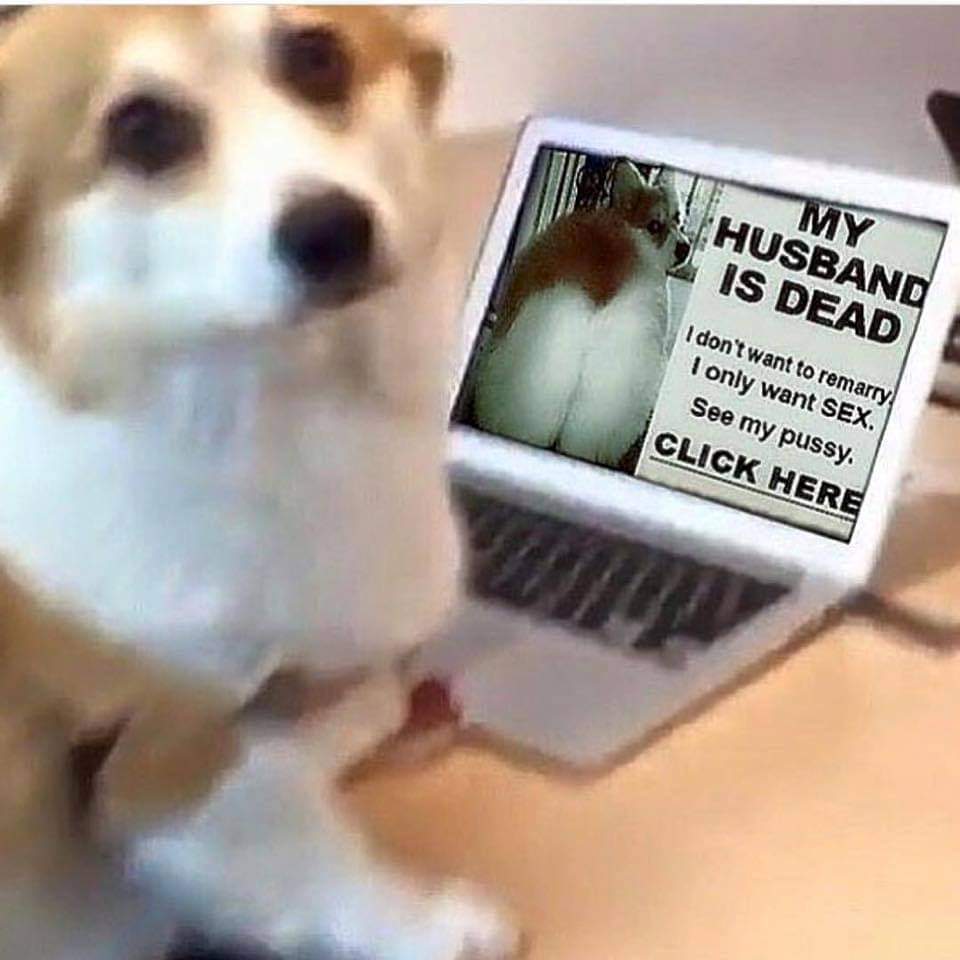 MY
HUSBAND
IS DEAD
I don't want to remarry.
I only want SEX.
See my pussy.
CLICK HERE